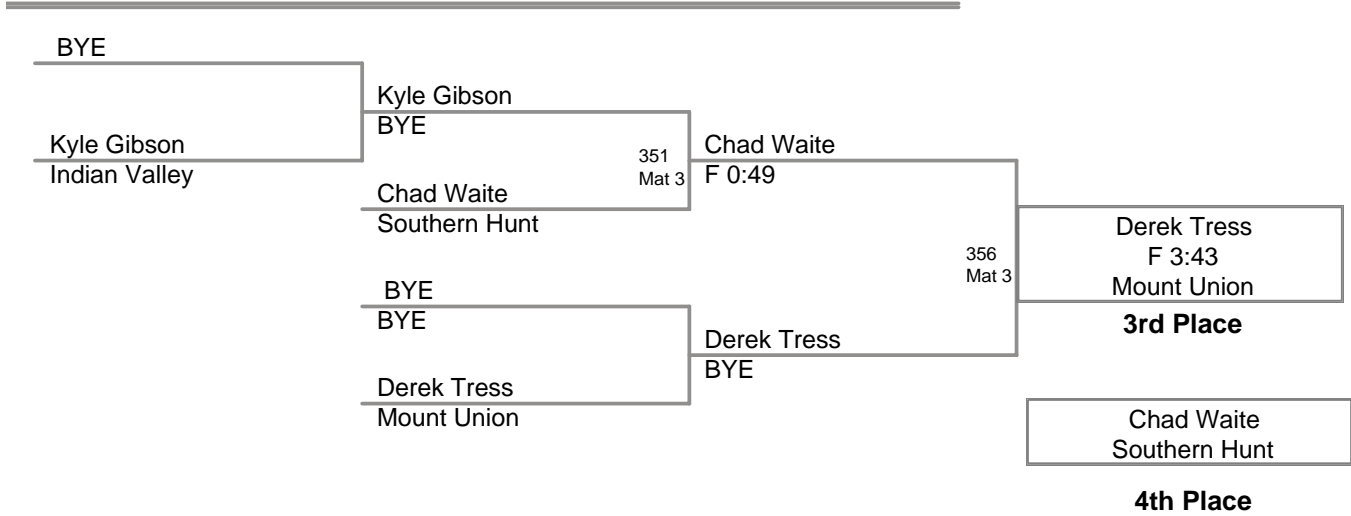 BYE
Kyle Gibson
Indian Valley
Kyle Gibson
BYE
Chad Waite
Southern Hunt
BYE
BYE
Derek Tress
Mount Union
351
Mat 3
Chad Waite
F 0:49
Derek Tress
BYE
356
Mat 3
Derek Tress
F 3:43
Mount Union
3rd Place
Chad Waite
Southern Hunt
4th Place